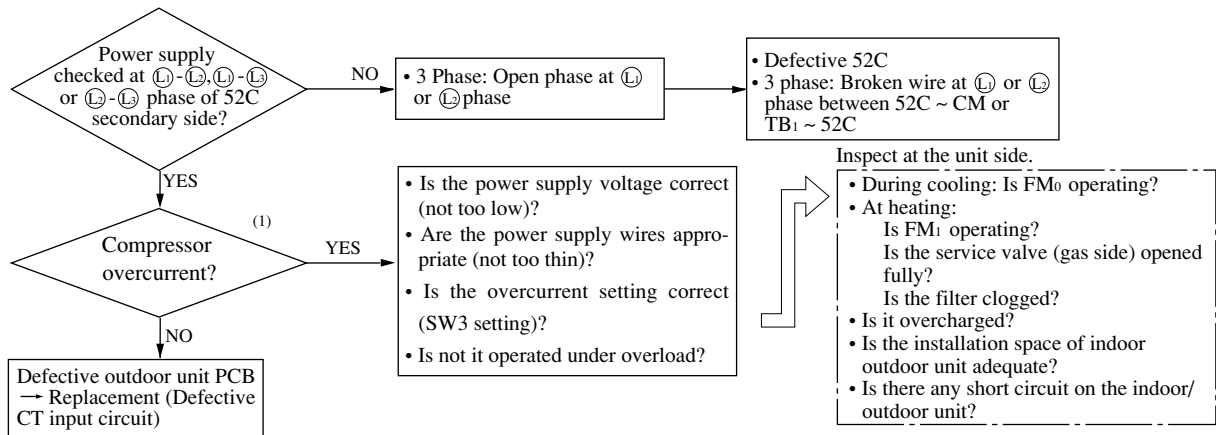 Power supply
checked at Ⓛ₁-Ⓛ₂,Ⓛ₁-Ⓛ₃
or Ⓛ₂-Ⓛ₃ phase of 52C
secondary side?
NO
• 3 Phase: Open phase at Ⓛ₁
or Ⓛ₂ phase
• Defective 52C
• 3 phase: Broken wire at Ⓛ₁ or Ⓛ₂
phase between 52C ~ CM or
TB₁ ~ 52C
YES
(1)
Compressor
overcurrent?
YES
• Is the power supply voltage correct
(not too low)?
• Are the power supply wires appro-
priate (not too thin)?
• Is the overcurrent setting correct
(SW3 setting)?
• Is not it operated under overload?
Inspect at the unit side.
• During cooling: Is FM₀ operating?
• At heating:
Is FM₁ operating?
Is the service valve (gas side) opened
fully?
Is the filter clogged?
• Is it overcharged?
• Is the installation space of indoor
outdoor unit adequate?
• Is there any short circuit on the indoor/
outdoor unit?
NO
Defective outdoor unit PCB
→ Replacement (Defective
CT input circuit)